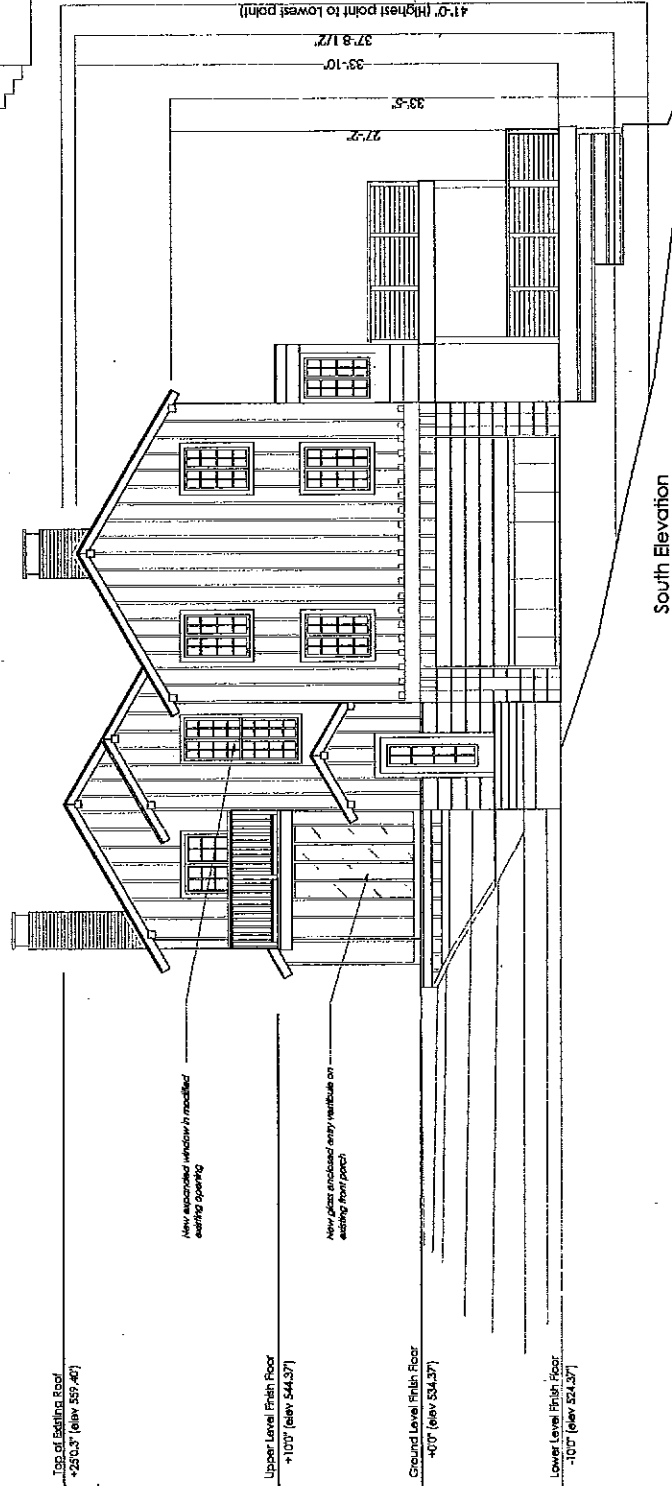 41'-0" (Highest point to Lowest point)
37'-8 1/2"
33'-10"
33'-5"
27'-2"
New expanded window in modified
existing opening
New glass enclosed entry vestibule on
existing front porch
Top of Existing Roof
+25'0.3" (elev 559.40')
Upper Level Finish Floor
+10'0" (elev 544.37')
Ground Level Finish Floor
+0'0" (elev 534.37')
Lower Level Finish Floor
-10'0" (elev 524.37')
South Elevation